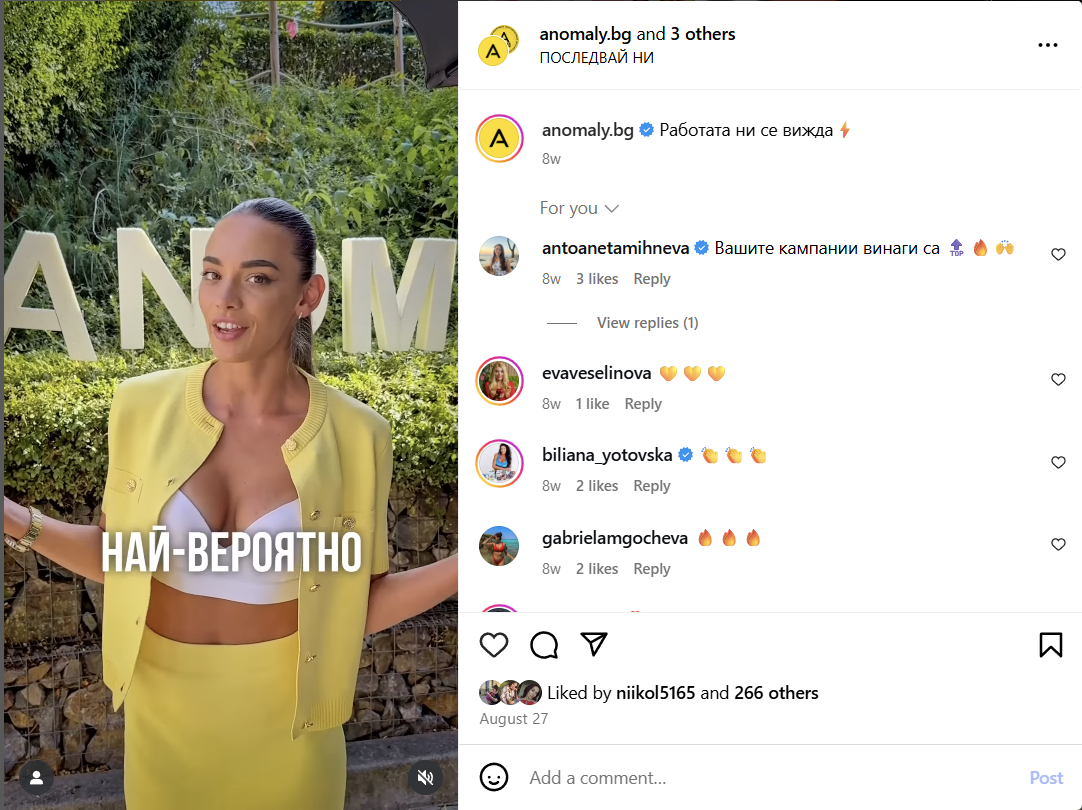 ANOM
НАЙ-ВЕРОЯТНО
A
A
anomaly.bg and 3 others
ПОСЛЕДВАЙ НИ
A
anomaly.bg Работата ни се вижда
8w
For you
antoanetamihneva Вашите кампании винаги са TOP
8w 3 likes Reply
View replies (1)
evaveselinova
8w 1 like Reply
biliana_yotovska
8w 2 likes Reply
gabrielamgocheva
8w 2 likes Reply
Liked by niikol5165 and 266 others
August 27
Add a comment...
Post